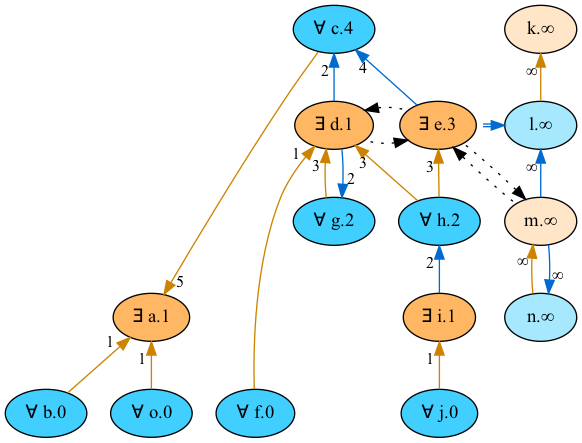 ∀ c.4
k.∞
2
4
∞
∃ d.1
∃ e.3
l.∞
1
3
2
3
3
∞
∀ g.2
∀ h.2
m.∞
5
2
∞
∞
∃ a.1
∃ i.1
n.∞
1
1
1
∀ b.0
∀ o.0
∀ f.0
∀ j.0